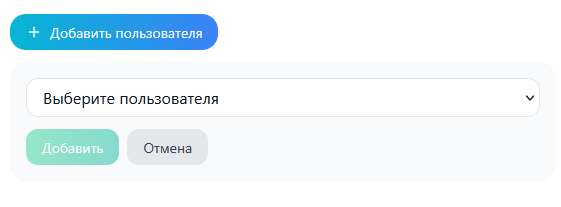 + Добавить пользователя
Выберите пользователя
Добавить Отмена